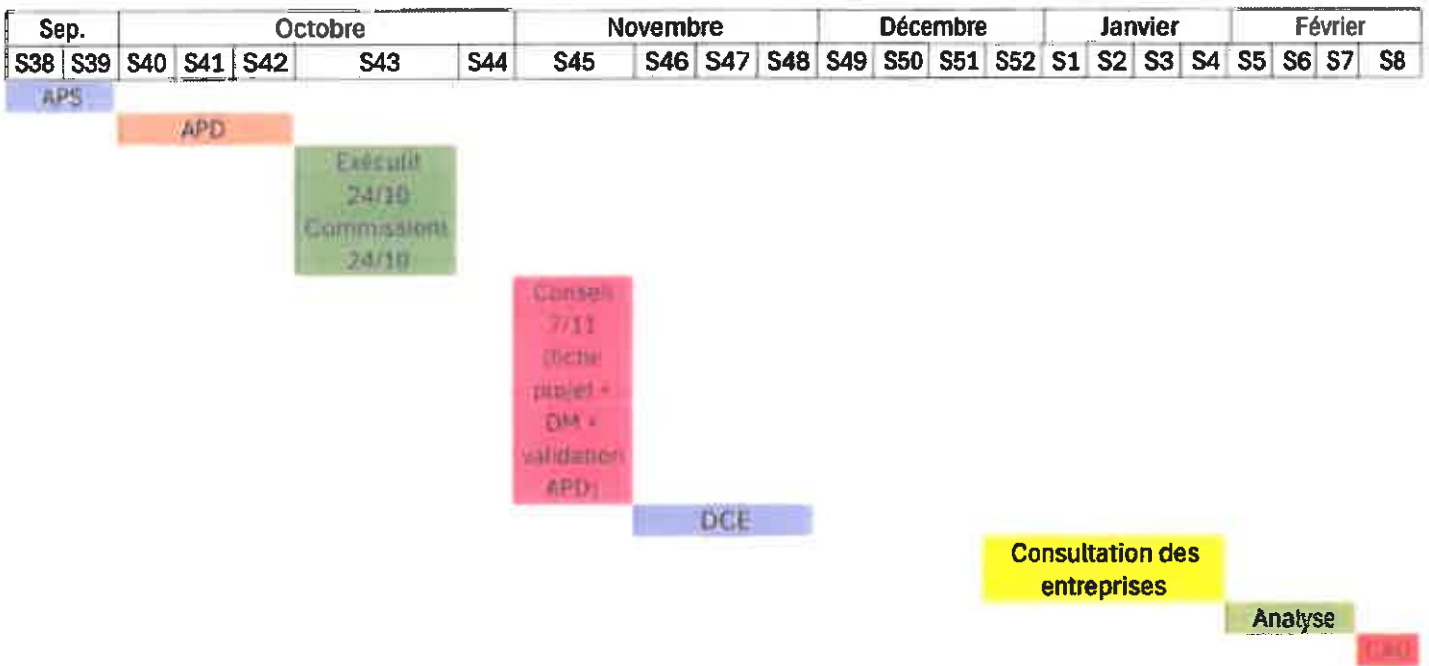 Sep. Octobre Novembre Décembre Janvier Février
S38 S39 S40 S41 S42 S43 S44 S45 S46 S47 S48 S49 S50 S51 S52 S1 S2 S3 S4 S5 S6 S7 S8
APS
APD
Exécutif
24/10
Commissions
24/10
Conseil
7/11
(fiche
projet +
DM +
validation
APD)
DCE
Consultation des
entreprises
Analyse
CAO